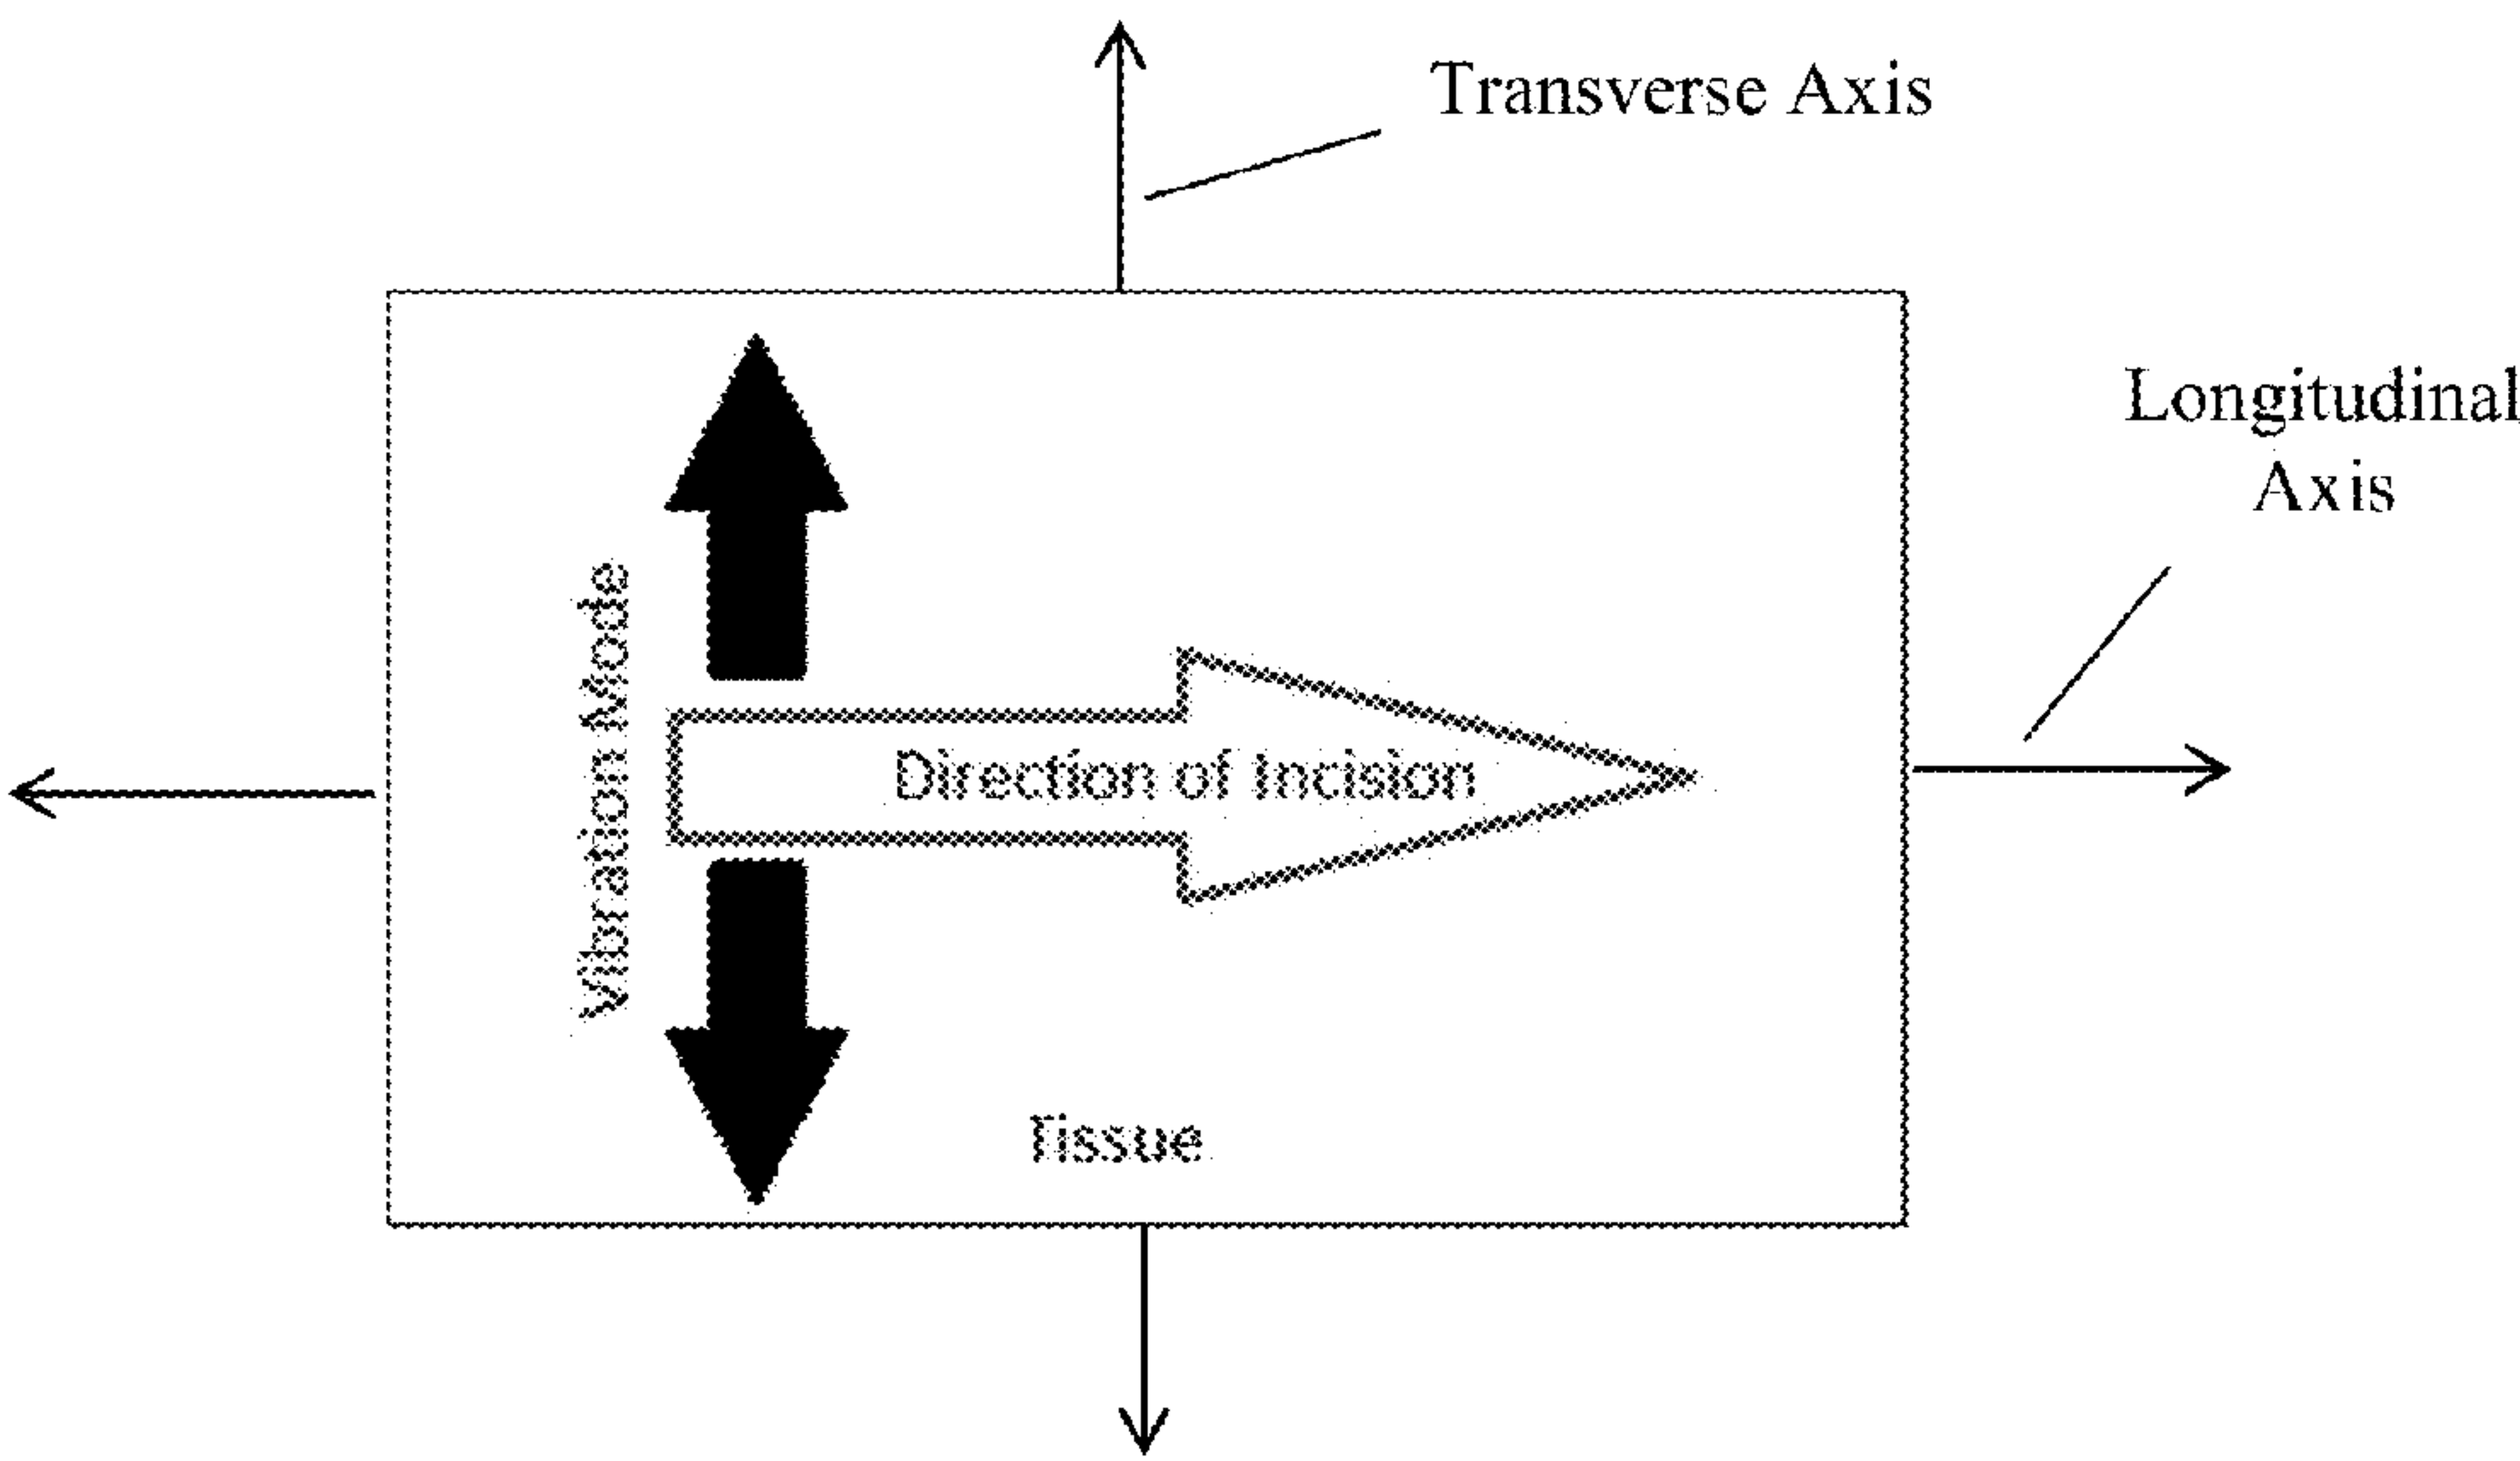 Transverse Axis
Longitudinal
Axis
Vibration Mode
Direction of Incision
Tissue